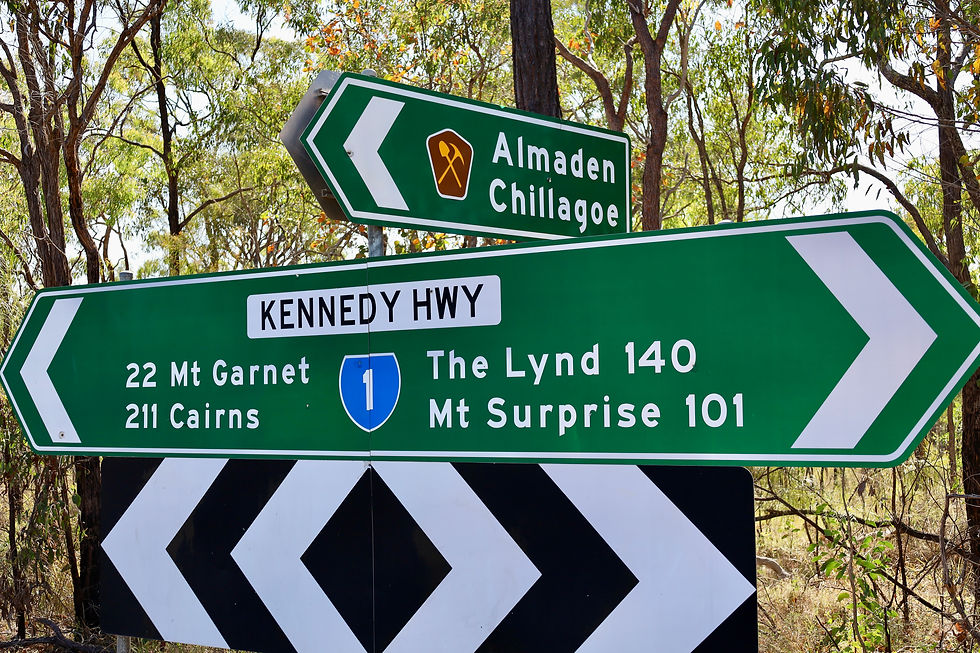 Almaden
Chillagoe
KENNEDY HWY
22 Mt Garnet
211 Cairns
1
The Lynd 140
Mt Surprise 101